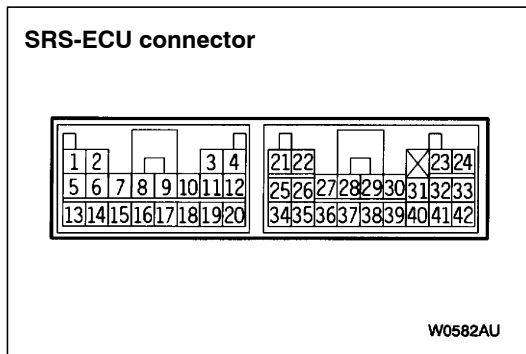 SRS-ECU connector
1 2 3 4 21 22 23 24
5 6 7 8 9 10 11 12 25 26 27 28 29 30 31 32 33
13 14 15 16 17 18 19 20 34 35 36 37 38 39 40 41 42
W0582AU